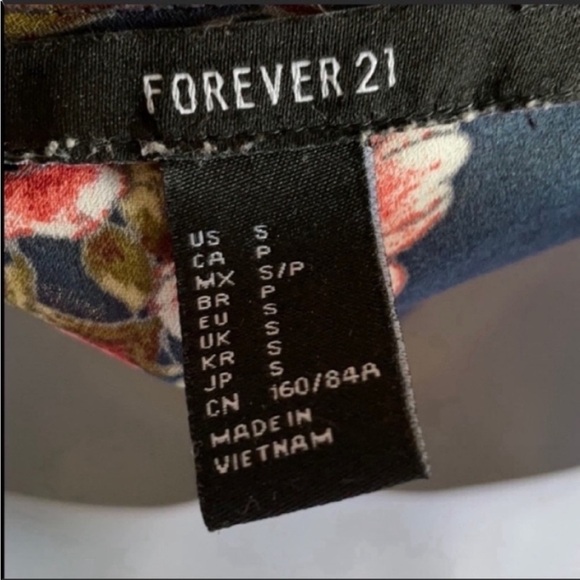 FOREVER 21
US S
CA P
MX S/P
BR P
EU S
UK S
KR S
JP S
CN 160/84A
MADE IN
VIETNAM